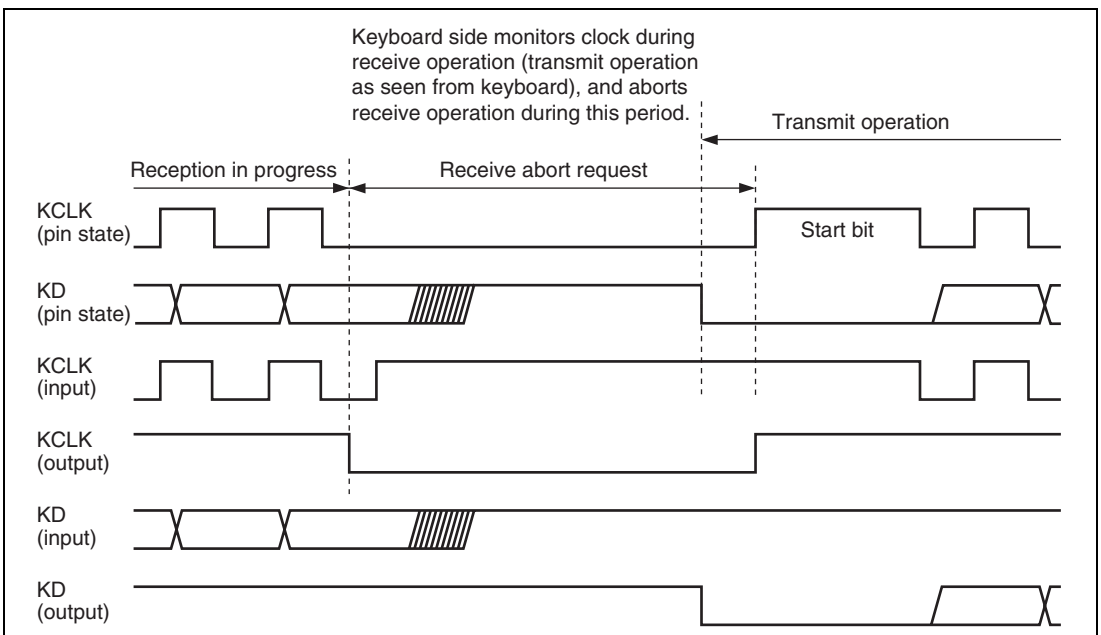 Keyboard side monitors clock during
receive operation (transmit operation
as seen from keyboard), and aborts
receive operation during this period.
Transmit operation
Reception in progress
Receive abort request
KCLK
(pin state)
Start bit
KD
(pin state)
KCLK
(input)
KCLK
(output)
KD
(input)
KD
(output)